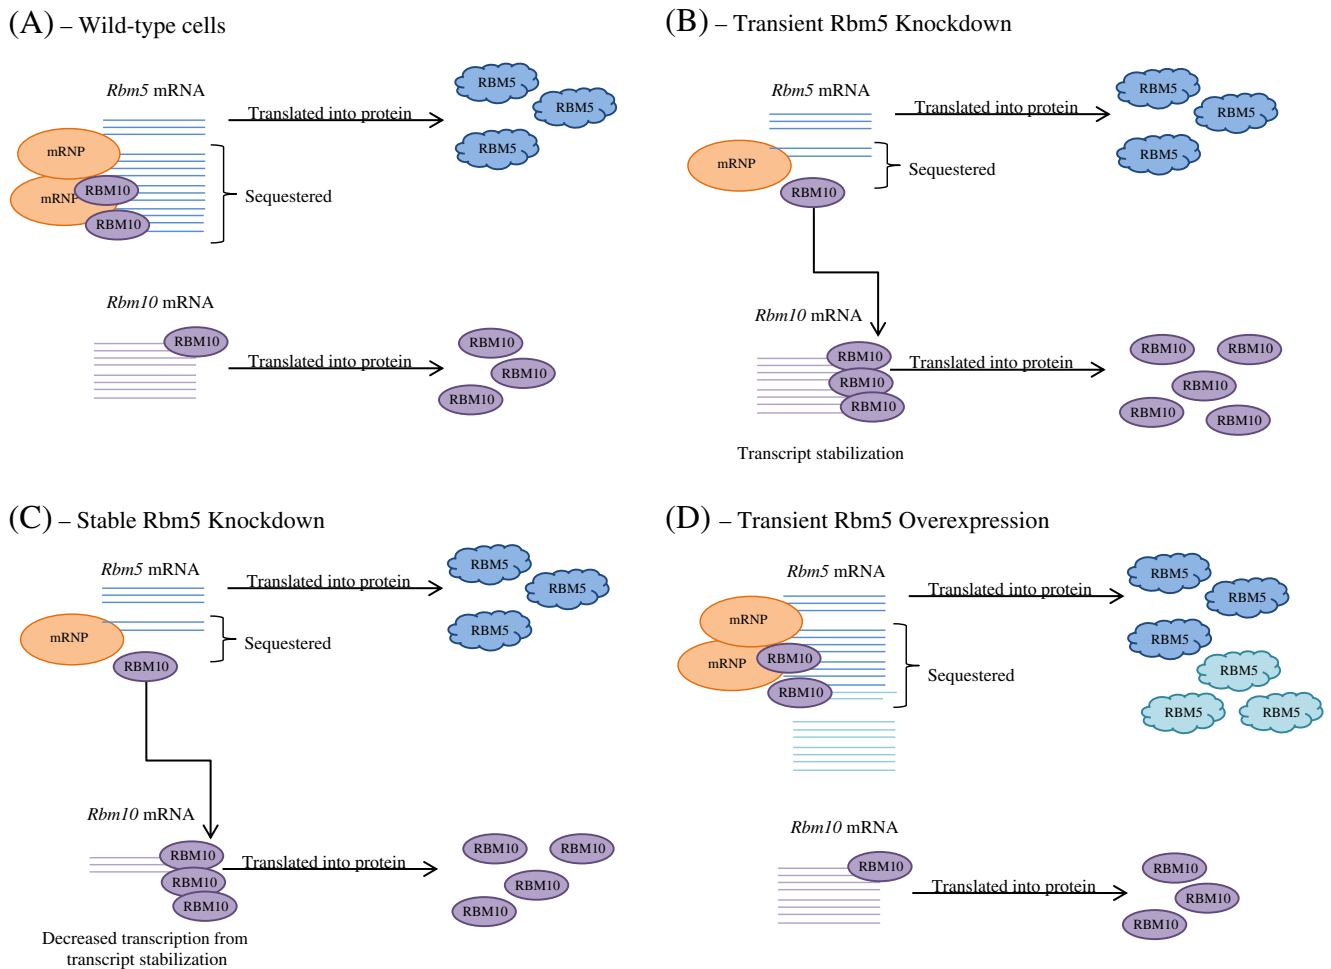 (A) – Wild-type cells
Rbm5 mRNA
Translated into protein
RBM5
RBM5
RBM5
mRNP
mRNP
RBM10
RBM10
Sequestered
Rbm10 mRNA
RBM10
Translated into protein
RBM10
RBM10
RBM10
(B) – Transient Rbm5 Knockdown
Rbm5 mRNA
Translated into protein
RBM5
RBM5
RBM5
mRNP
RBM10
Sequestered
Rbm10 mRNA
RBM10
RBM10
RBM10
Translated into protein
RBM10
RBM10
RBM10
RBM10
RBM10
Transcript stabilization
(C) – Stable Rbm5 Knockdown
Rbm5 mRNA
Translated into protein
RBM5
RBM5
RBM5
mRNP
RBM10
Sequestered
Rbm10 mRNA
RBM10
RBM10
RBM10
Translated into protein
RBM10
RBM10
RBM10
RBM10
Decreased transcription from
transcript stabilization
(D) – Transient Rbm5 Overexpression
Rbm5 mRNA
Translated into protein
RBM5
RBM5
RBM5
RBM5
RBM5
RBM5
mRNP
mRNP
RBM10
RBM10
Sequestered
Rbm10 mRNA
RBM10
Translated into protein
RBM10
RBM10
RBM10